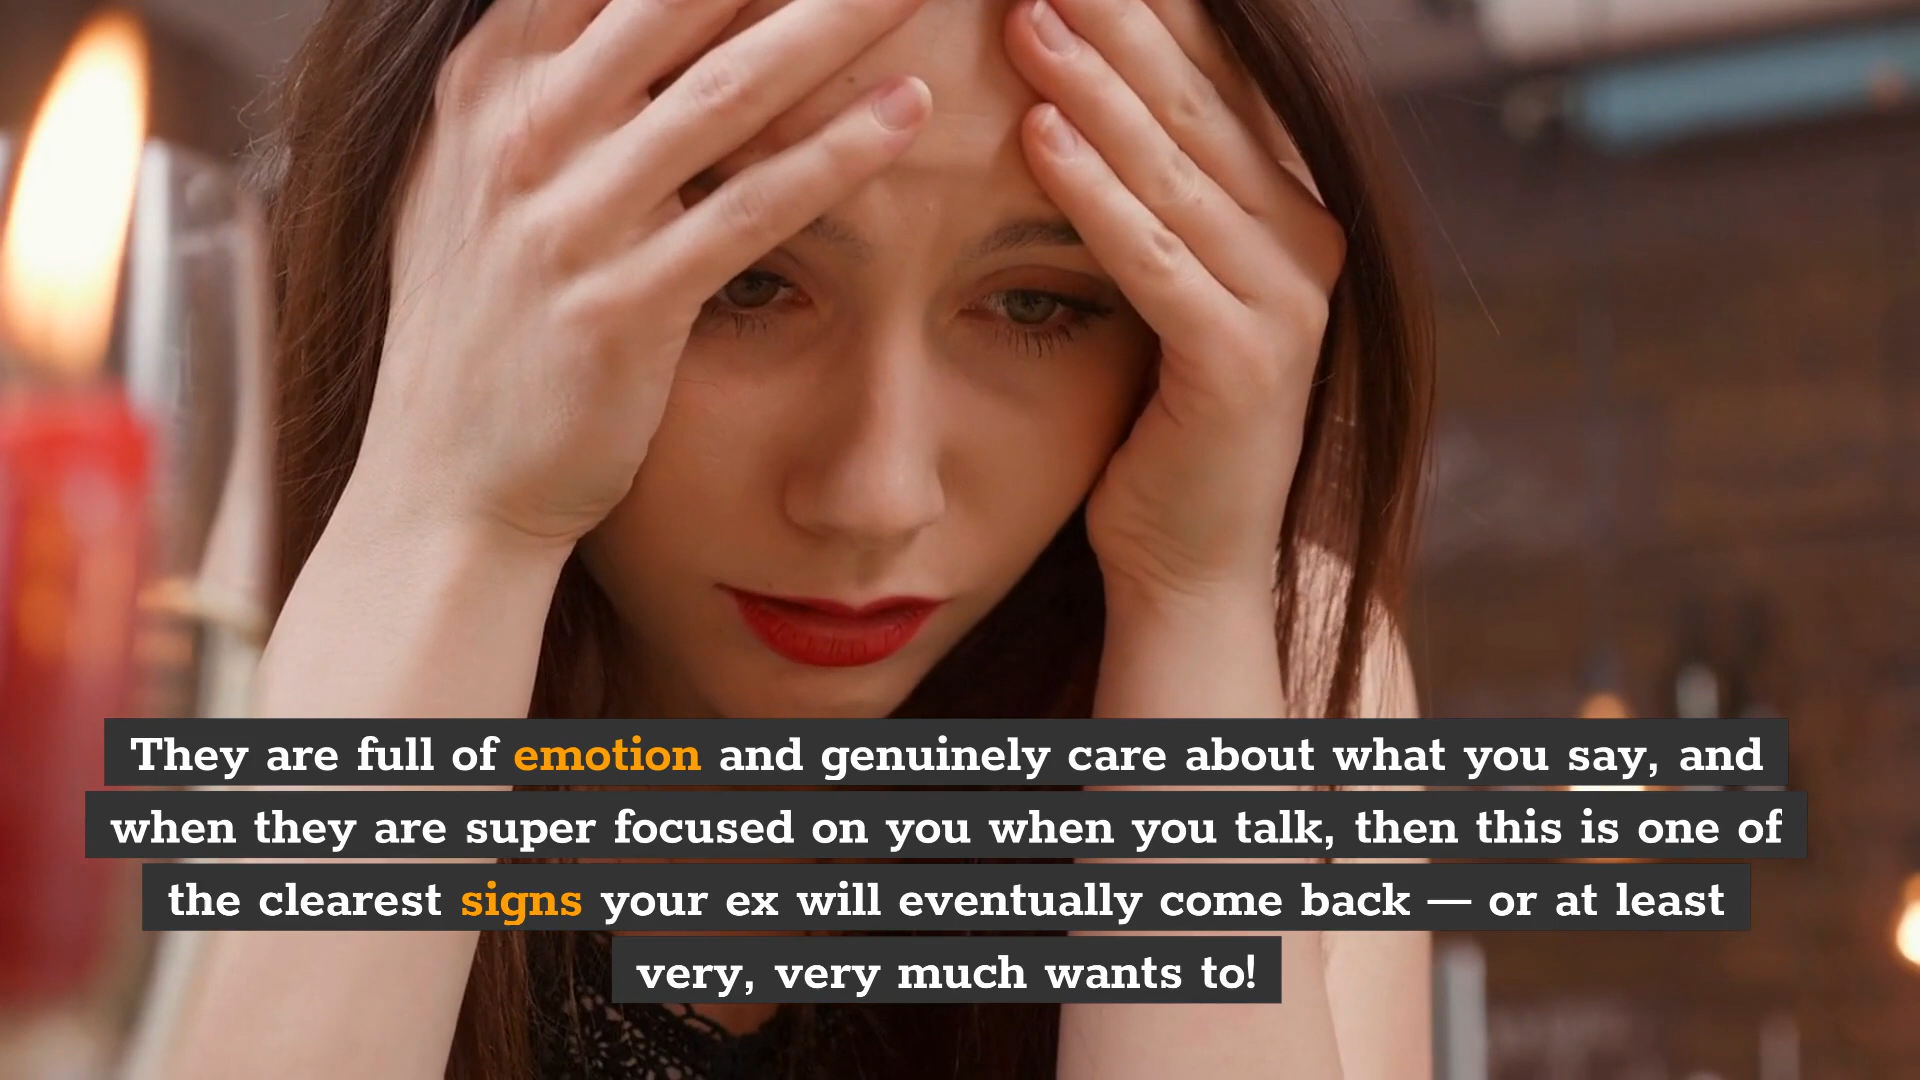 They are full of emotion and genuinely care about what you say, and
when they are super focused on you when you talk, then this is one of
the clearest signs your ex will eventually come back — or at least
very, very much wants to!